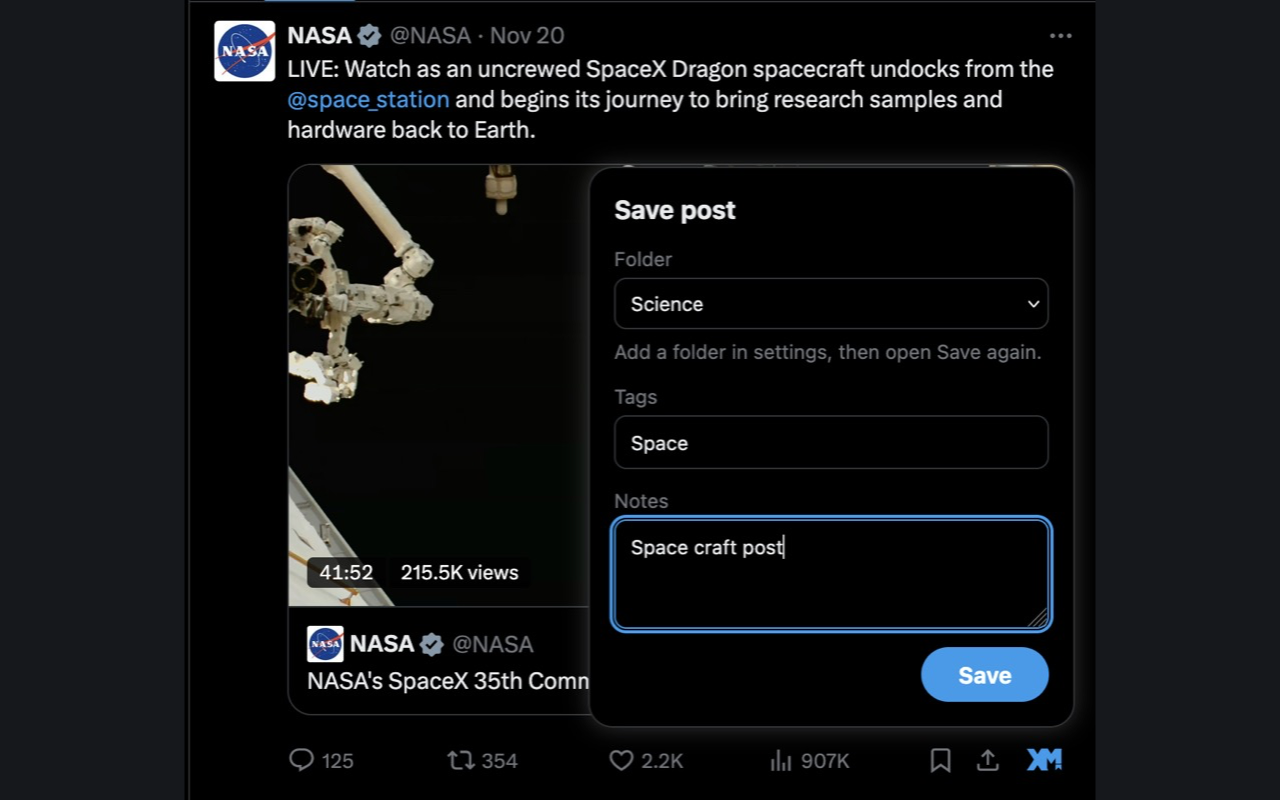 NASA @NASA · Nov 20
LIVE: Watch as an uncrewed SpaceX Dragon spacecraft undocks from the
@space_station and begins its journey to bring research samples and
hardware back to Earth.
Save post
Folder
Science
Add a folder in settings, then open Save again.
Tags
Space
Notes
Space craft post
41:52 215.5K views
NASA @NASA
NASA's SpaceX 35th Comm
Save
125 354 2.2K 907K XM